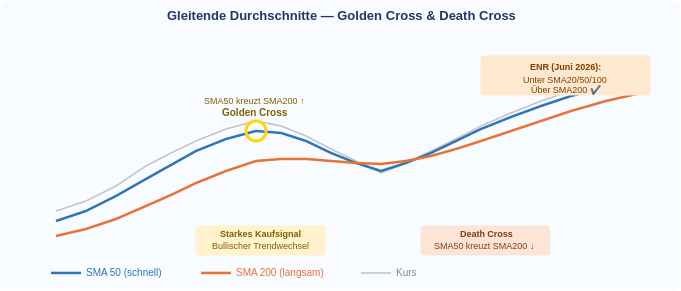 Gleitende Durchschnitte — Golden Cross & Death Cross
ENR (Juni 2026):
Unter SMA20/50/100
Über SMA200 ✔
SMA50 kreuzt SMA200 ↑
Golden Cross
Starkes Kaufsignal
Bullischer Trendwechsel
Death Cross
SMA50 kreuzt SMA200 ↓
SMA 50 (schnell)
SMA 200 (langsam)
Kurs